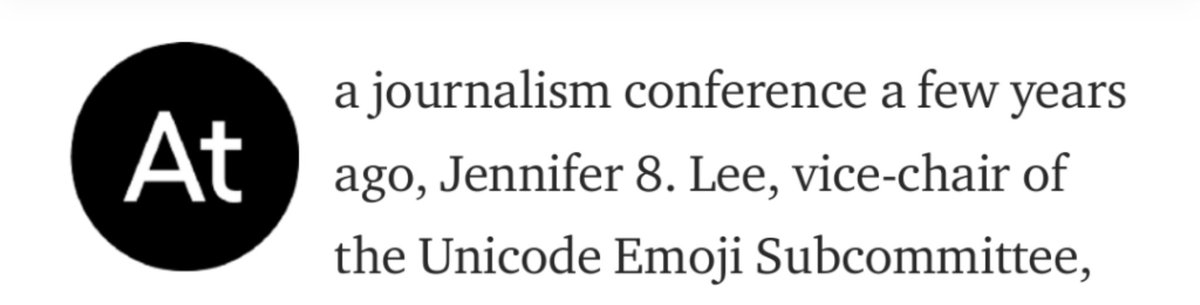 At
a journalism conference a few years
ago, Jennifer 8. Lee, vice-chair of
the Unicode Emoji Subcommittee,